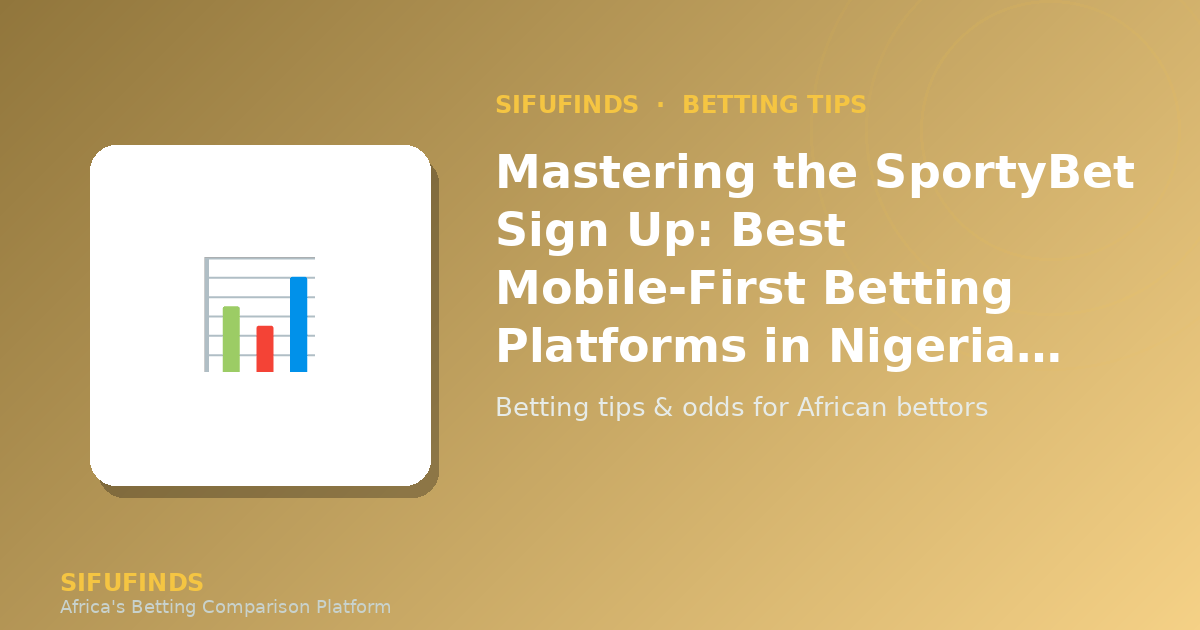 SIFUFINDS · BETTING TIPS
Mastering the SportyBet
Sign Up: Best
Mobile-First Betting
Platforms in Nigeria…
Betting tips & odds for African bettors
SIFUFINDS
Africa's Betting Comparison Platform